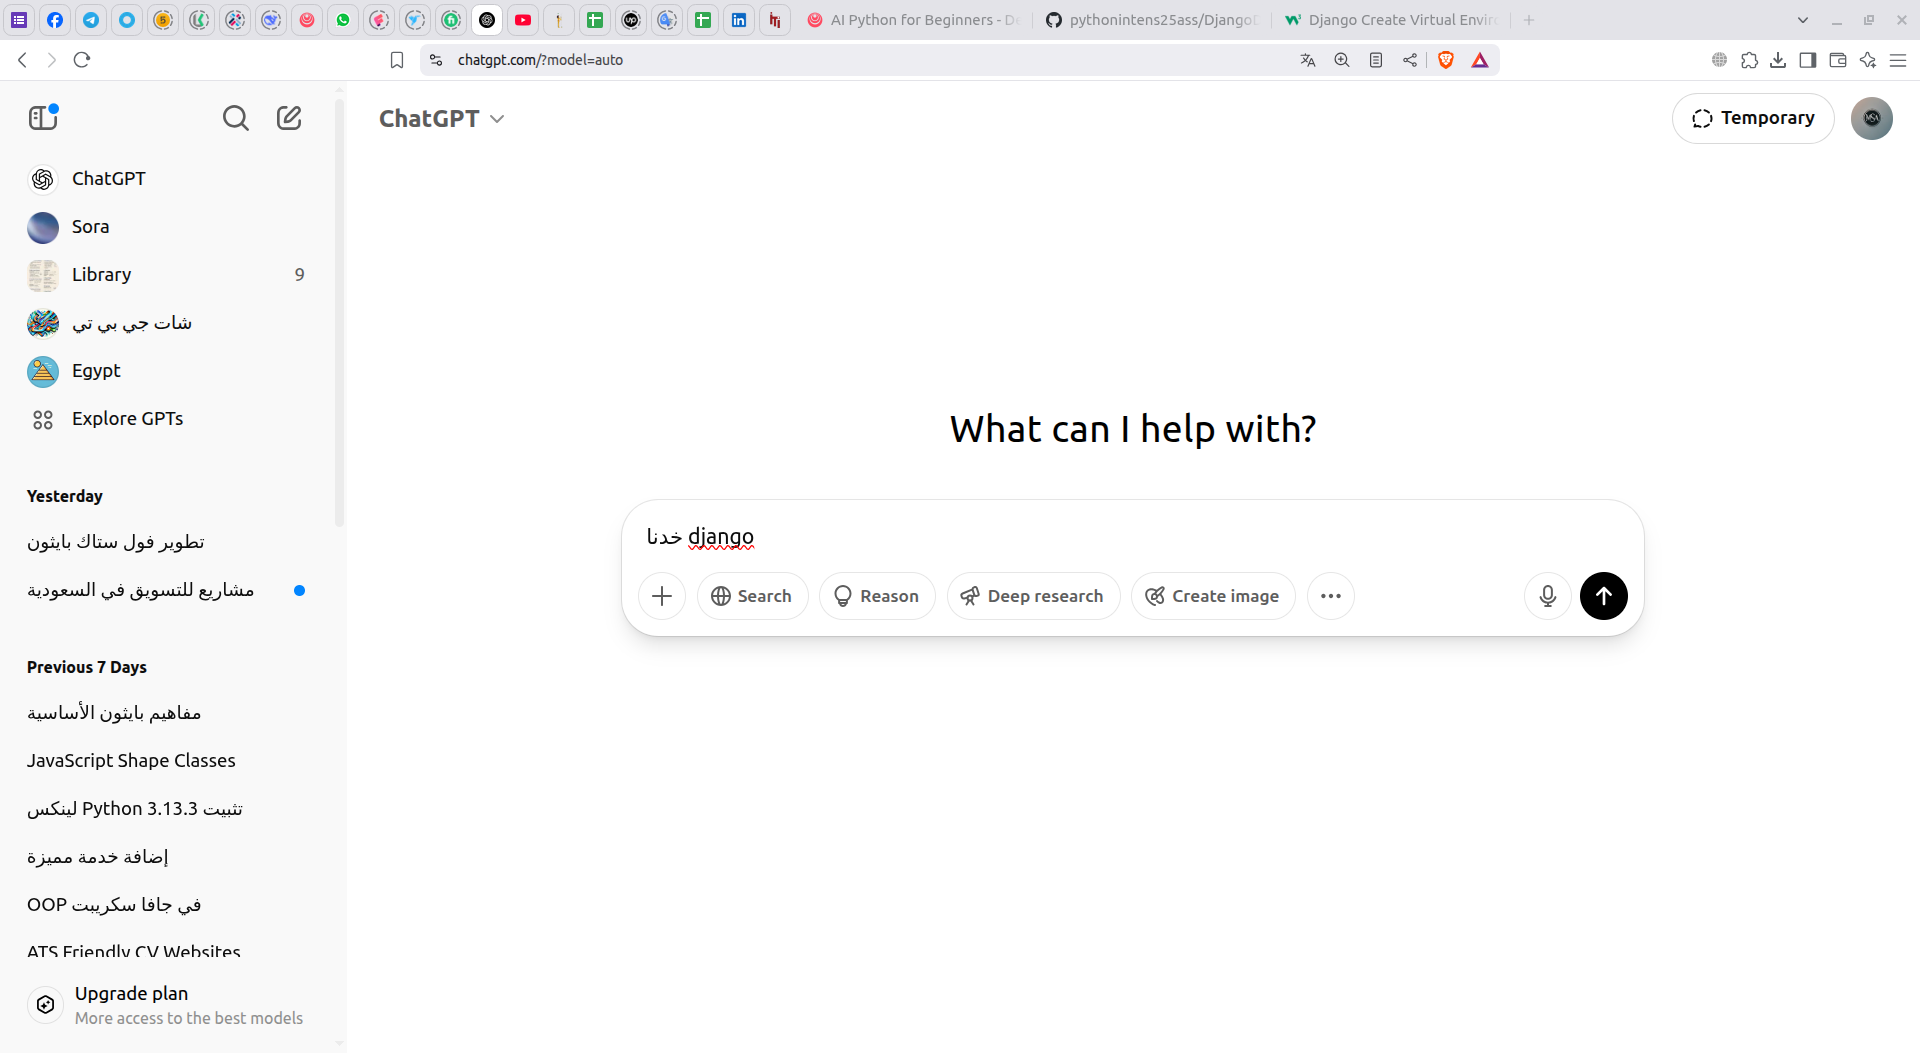 AI Python for Beginners - De
pythonintens25ass/DjangoD
Django Create Virtual Enviro
chatgpt.com/?model=auto
ChatGPT
Temporary
ChatGPT
Sora
Library
9
شات جي بي تي
Egypt
Explore GPTs
Yesterday
تطوير فول ستاك بايثون
مشاريع للتسويق في السعودية
Previous 7 Days
مفاهيم بايثون الأساسية
JavaScript Shape Classes
تثبيت Python 3.13.3 لينكس
إضافة خدمة مميزة
OOP في جافا سكريبت
ATS Friendly CV Websites
Upgrade plan
More access to the best models
What can I help with?
خدنا django
Search
Reason
Deep research
Create image